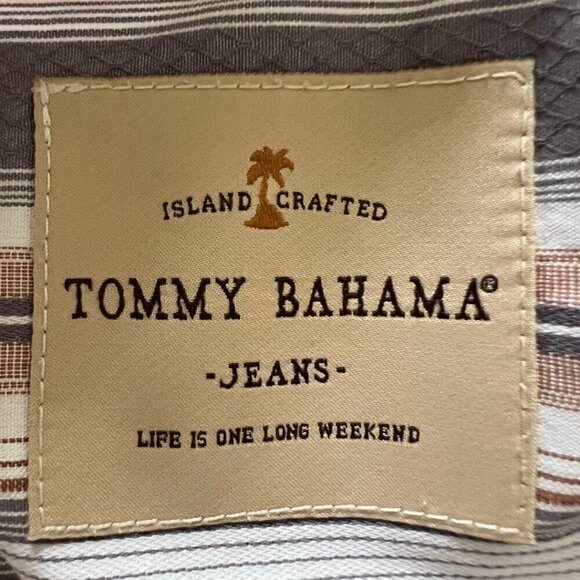 ISLAND CRAFTED
TOMMY BAHAMA®
-JEANS-
LIFE IS ONE LONG WEEKEND